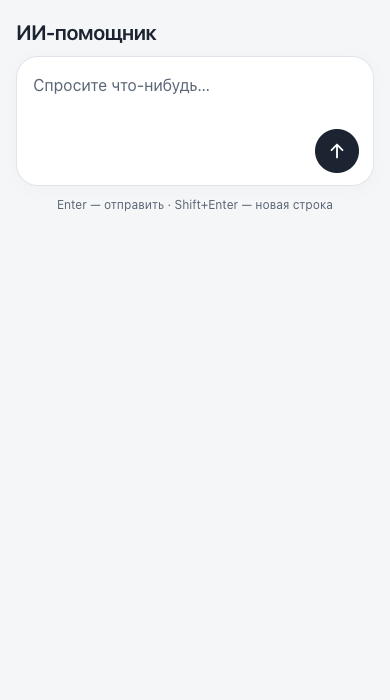 ИИ-помощник
Спросите что-нибудь...
Enter — отправить · Shift+Enter — новая строка